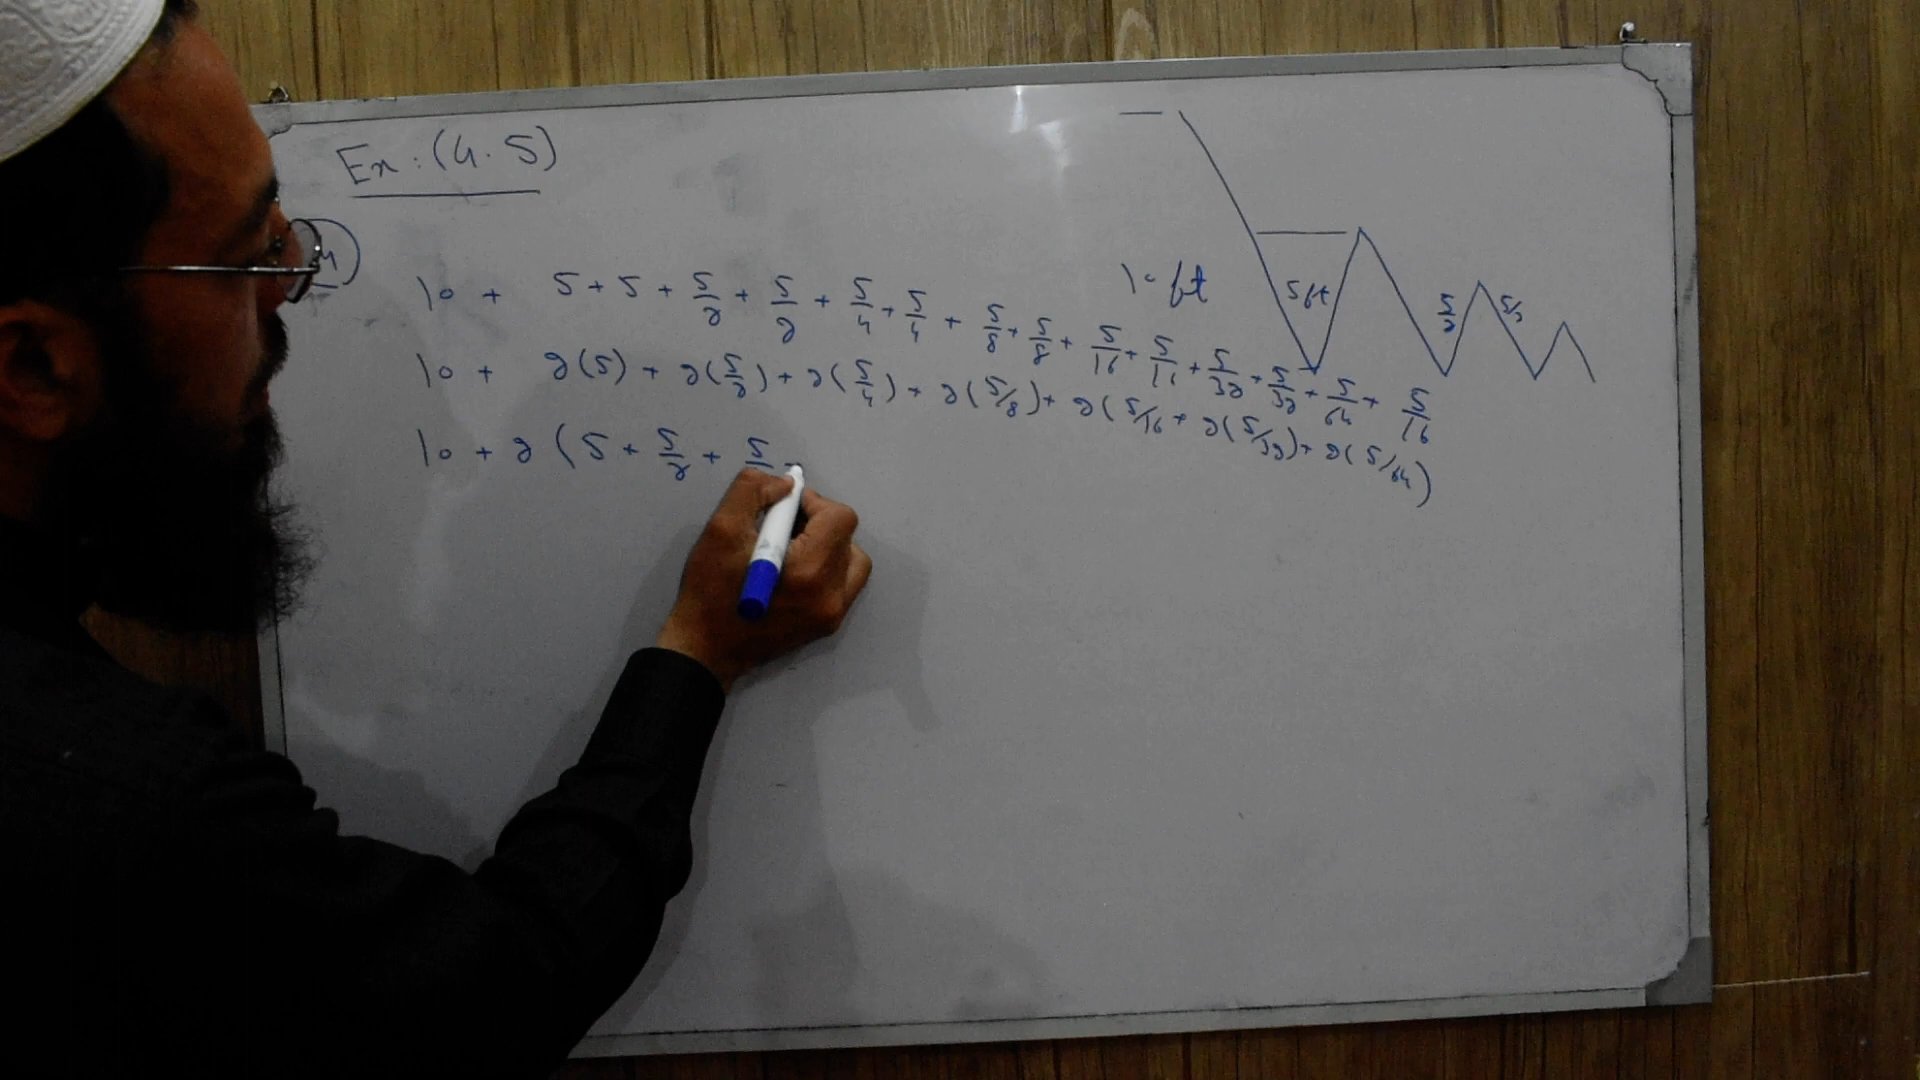 Ex: (4.5)
10 + 5 + 5 + 5/2 + 5/2 + 5/4 + 5/4 + 5/8 + 5/8 + 5/16 + 5/16 + 5/32 + 5/32 + 5/64 + 5/16
10 + 2(5) + 2(5/2) + 2(5/4) + 2(5/8) + 2(5/16 + 2(5/32) + 2(5/64)
10 + 2 (5 + 5/2 + 5
10 ft
5ft
5/2
5/2